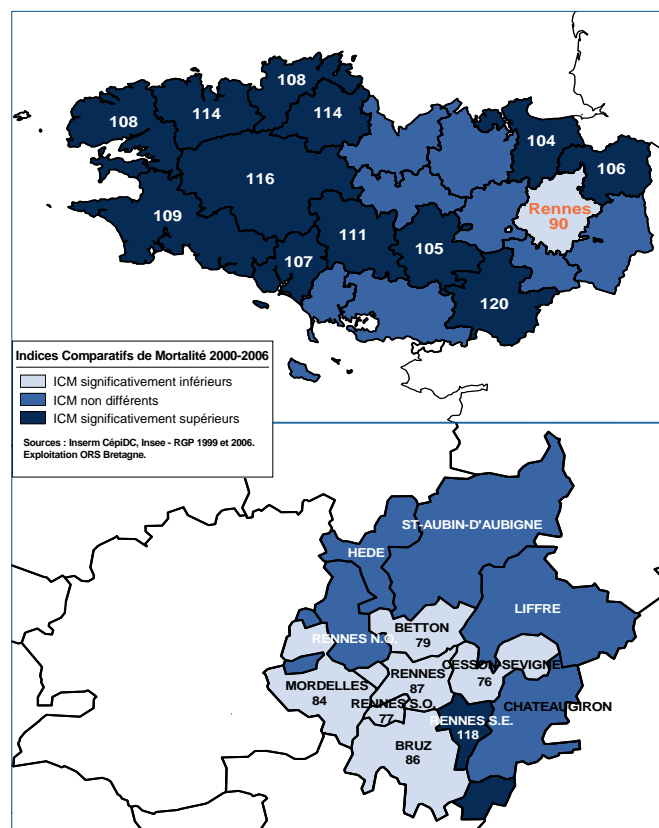 108
108
114
114
104
106
116
Rennes
90
109
111
105
107
120
Indices Comparatifs de Mortalité 2000-2006
ICM significativement inférieurs
ICM non différents
ICM significativement supérieurs
Sources : Inserm CépiDC, Insee - RGP 1999 et 2006.
Exploitation ORS Bretagne.
ST-AUBIN-D'AUBIGNE
HEDE
LIFFRE
BETTON
79
RENNES N.O.
CESSON-SEVIGNE
76
RENNES
87
MORDELLES
84
RENNES S.O.
77
CHATEAUGIRON
RENNES S.E.
118
BRUZ
86